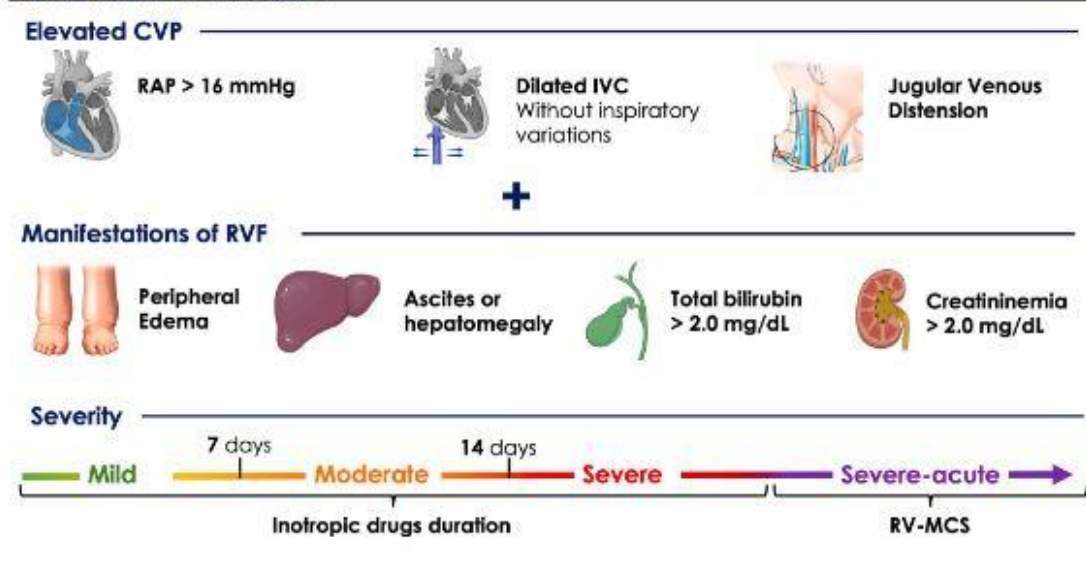 Elevated CVP
RAP > 16 mmHg
Dilated IVC
Without inspiratory
variations
Jugular Venous
Distension
+
Manifestations of RVF
Peripheral
Edema
Ascites or
hepatomegaly
Total bilirubin
> 2.0 mg/dL
Creatininemia
> 2.0 mg/dL
Severity
7 days
14 days
Mild
Moderate
Severe
Severe-acute
Inotropic drugs duration
RV-MCS